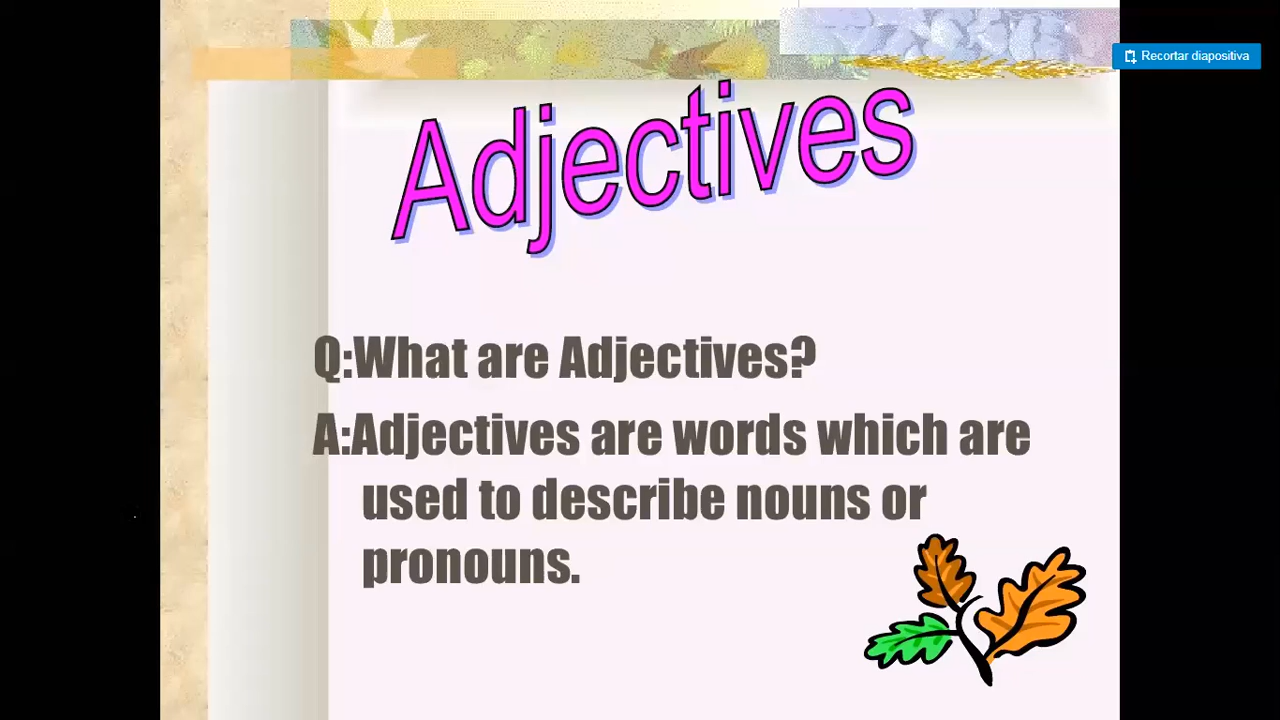 Recortar diapositiva
Adjectives
Q:What are Adjectives?
A:Adjectives are words which are
used to describe nouns or
pronouns.